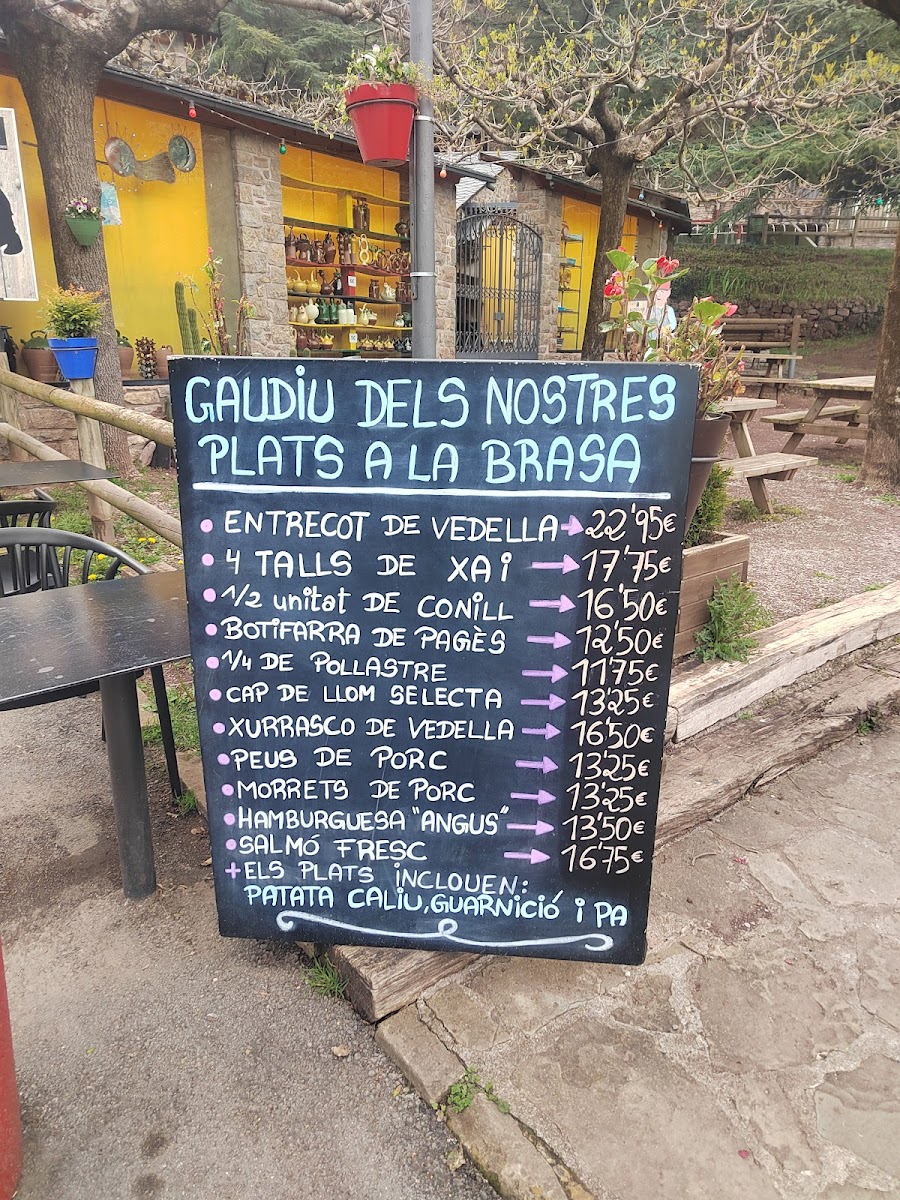 GAUDiU DELS NOSTRES
PLATS A LA BRASA
• ENTRECOT DE VEDELLA → 22'95€
• 4 TALLS DE XAi → 17'75€
• 1/2 unitat DE CONiLL → 16'50€
• BOTiFARRA DE PAGÈS → 12'50€
• 1/4 DE POLLASTRE → 11'75€
• CAP DE LLOM SELECTA → 13'25€
• XURRASCO DE VEDELLA → 16'50€
• PEUS DE PORC → 13'25€
• MORRETS DE PORC → 13'25€
• HAMBURGUESA "ANGUS" → 13'50€
• SALMÓ FRESC → 16'75€
+ ELS PLATS iNCLOUEN:
PATATA CALiU, GUARNiCiÓ i PA